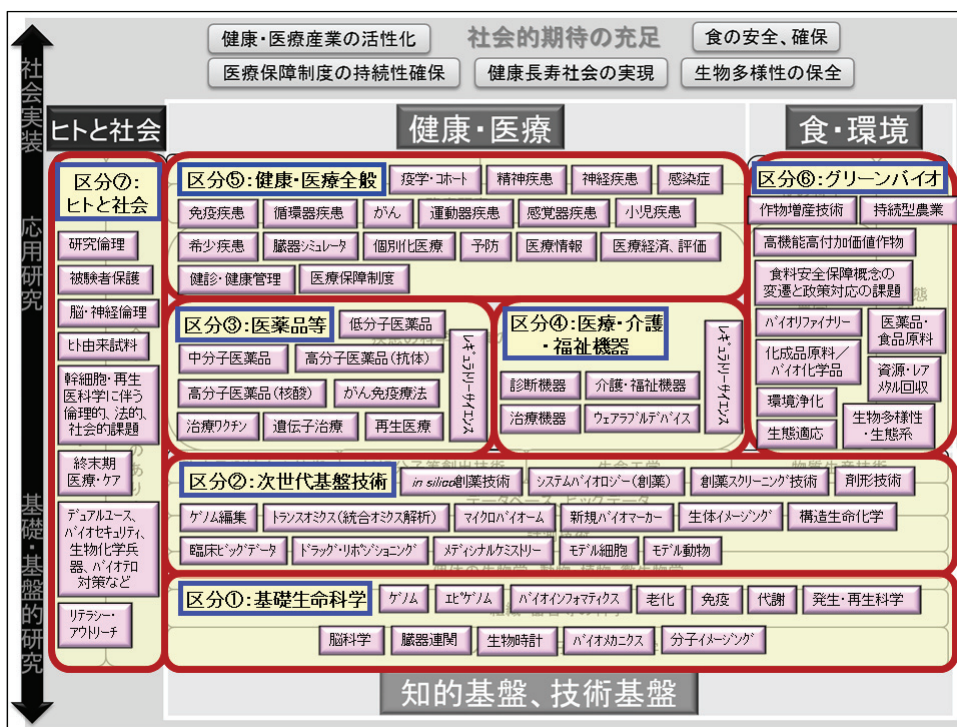 健康・医療産業の活性化
社会的期待の充足
食の安全、確保
医療保障制度の持続性確保
健康長寿社会の実現
生物多様性の保全
社会実装
応用研究
基礎・基盤的研究
ヒトと社会
健康・医療
食・環境
区分⑦:
ヒトと社会
研究倫理
被験者保護
脳・神経倫理
ヒト由来試料
幹細胞・再生
医科学に伴う
倫理的、法的、
社会的課題
終末期
医療・ケア
デュアルユース、
バイオセキュリティ、
生物化学兵
器、バイオテロ
対策など
リテラシー・
アウトリーチ
区分⑤:健康・医療全般
疫学・コホート
精神疾患
神経疾患
感染症
免疫疾患
循環器疾患
がん
運動器疾患
感覚器疾患
小児疾患
希少疾患
臓器シミュレータ
個別化医療
予防
医療情報
医療経済、評価
健診・健康管理
医療保障制度
区分⑥:グリーンバイオ
作物増産技術
持続型農業
高機能高付加価値作物
食料安全保障概念の
変遷と政策対応の課題
バイオリファイナリー
医薬品・
食品原料
化成品原料/
バイオ化学品
資源・レア
メタル回収
環境浄化
生物多様性
・生態系
生態適応
区分③:医薬品等
低分子医薬品
中分子医薬品
高分子医薬品(抗体)
高分子医薬品(核酸)
がん免疫療法
治療ワクチン
遺伝子治療
再生医療
レギュラトリーサイエンス
区分④:医療・介護
・福祉機器
診断機器
介護・福祉機器
治療機器
ウェアラブルデバイス
レギュラトリーサイエンス
区分②:次世代基盤技術
in silico創薬技術
システムバイオロジー(創薬)
創薬スクリーニング技術
剤形技術
ゲノム編集
トランスオミクス(統合オミクス解析)
マイクロバイオーム
新規バイオマーカー
生体イメージング
構造生命化学
臨床ビッグデータ
ドラッグ・リポジショニング
メディシナルケミストリー
モデル細胞
モデル動物
区分①:基礎生命科学
ゲノム
エピゲノム
バイオインフォマティクス
老化
免疫
代謝
発生・再生科学
脳科学
臓器連関
生物時計
バイオメカニクス
分子イメージング
知的基盤、技術基盤